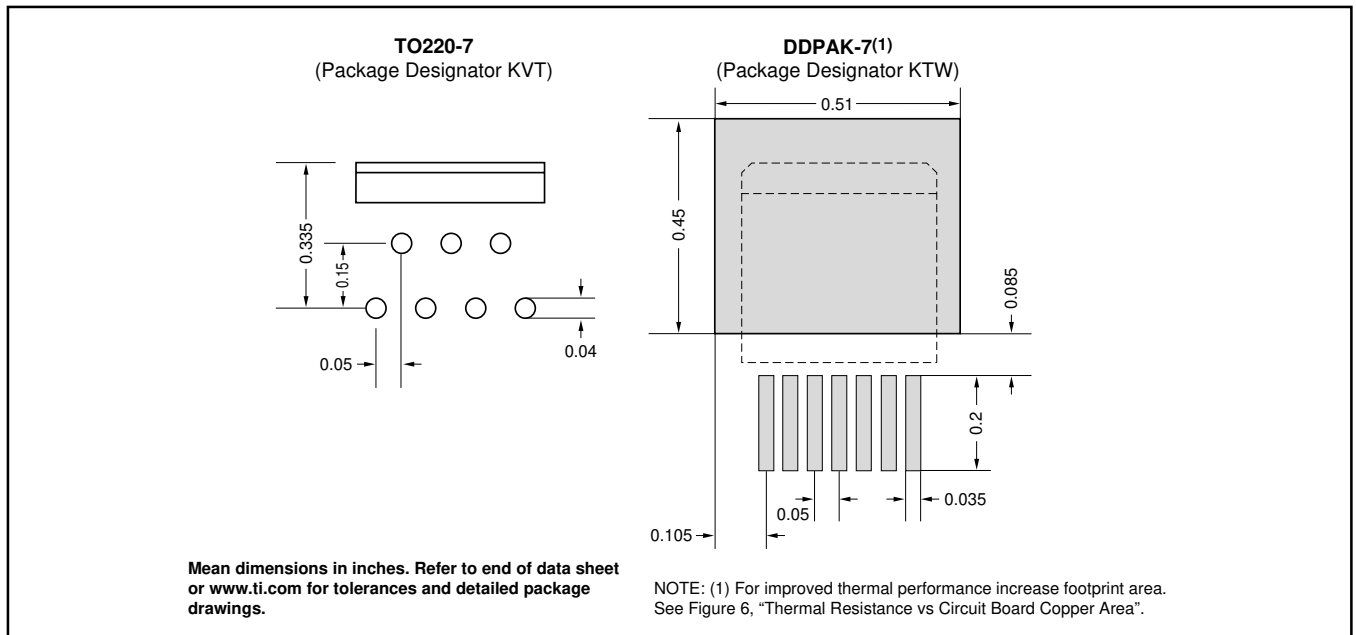 TO220-7
(Package Designator KVT)
0.335
0.15
0.05
0.04
Mean dimensions in inches. Refer to end of data sheet
or www.ti.com for tolerances and detailed package
drawings.
DDPAK-7(1)
(Package Designator KTW)
0.51
0.45
0.085
0.2
0.035
0.05
0.105
NOTE: (1) For improved thermal performance increase footprint area.
See Figure 6, “Thermal Resistance vs Circuit Board Copper Area”.